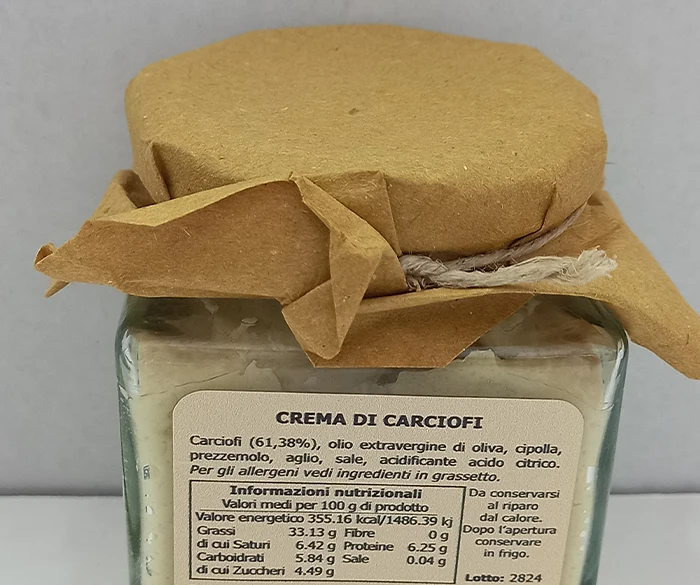 CREMA DI CARCIOFI
Carciofi (61,38%), olio extravergine di oliva, cipolla,
prezzemolo, aglio, sale, acidificante acido citrico.
Per gli allergeni vedi ingredienti in grassetto.
Informazioni nutrizionali
Valori medi per 100 g di prodotto
Valore energetico 355.16 kcal/1486.39 kj
Grassi 33.13 g Fibre 0 g
di cui Saturi 6.42 g Proteine 6.25 g
Carboidrati 5.84 g Sale 0.04 g
di cui Zuccheri 4.49 g
Da conservarsi
al riparo
dal calore.
Dopo l'apertura
conservare
in frigo.
Lotto: 2824